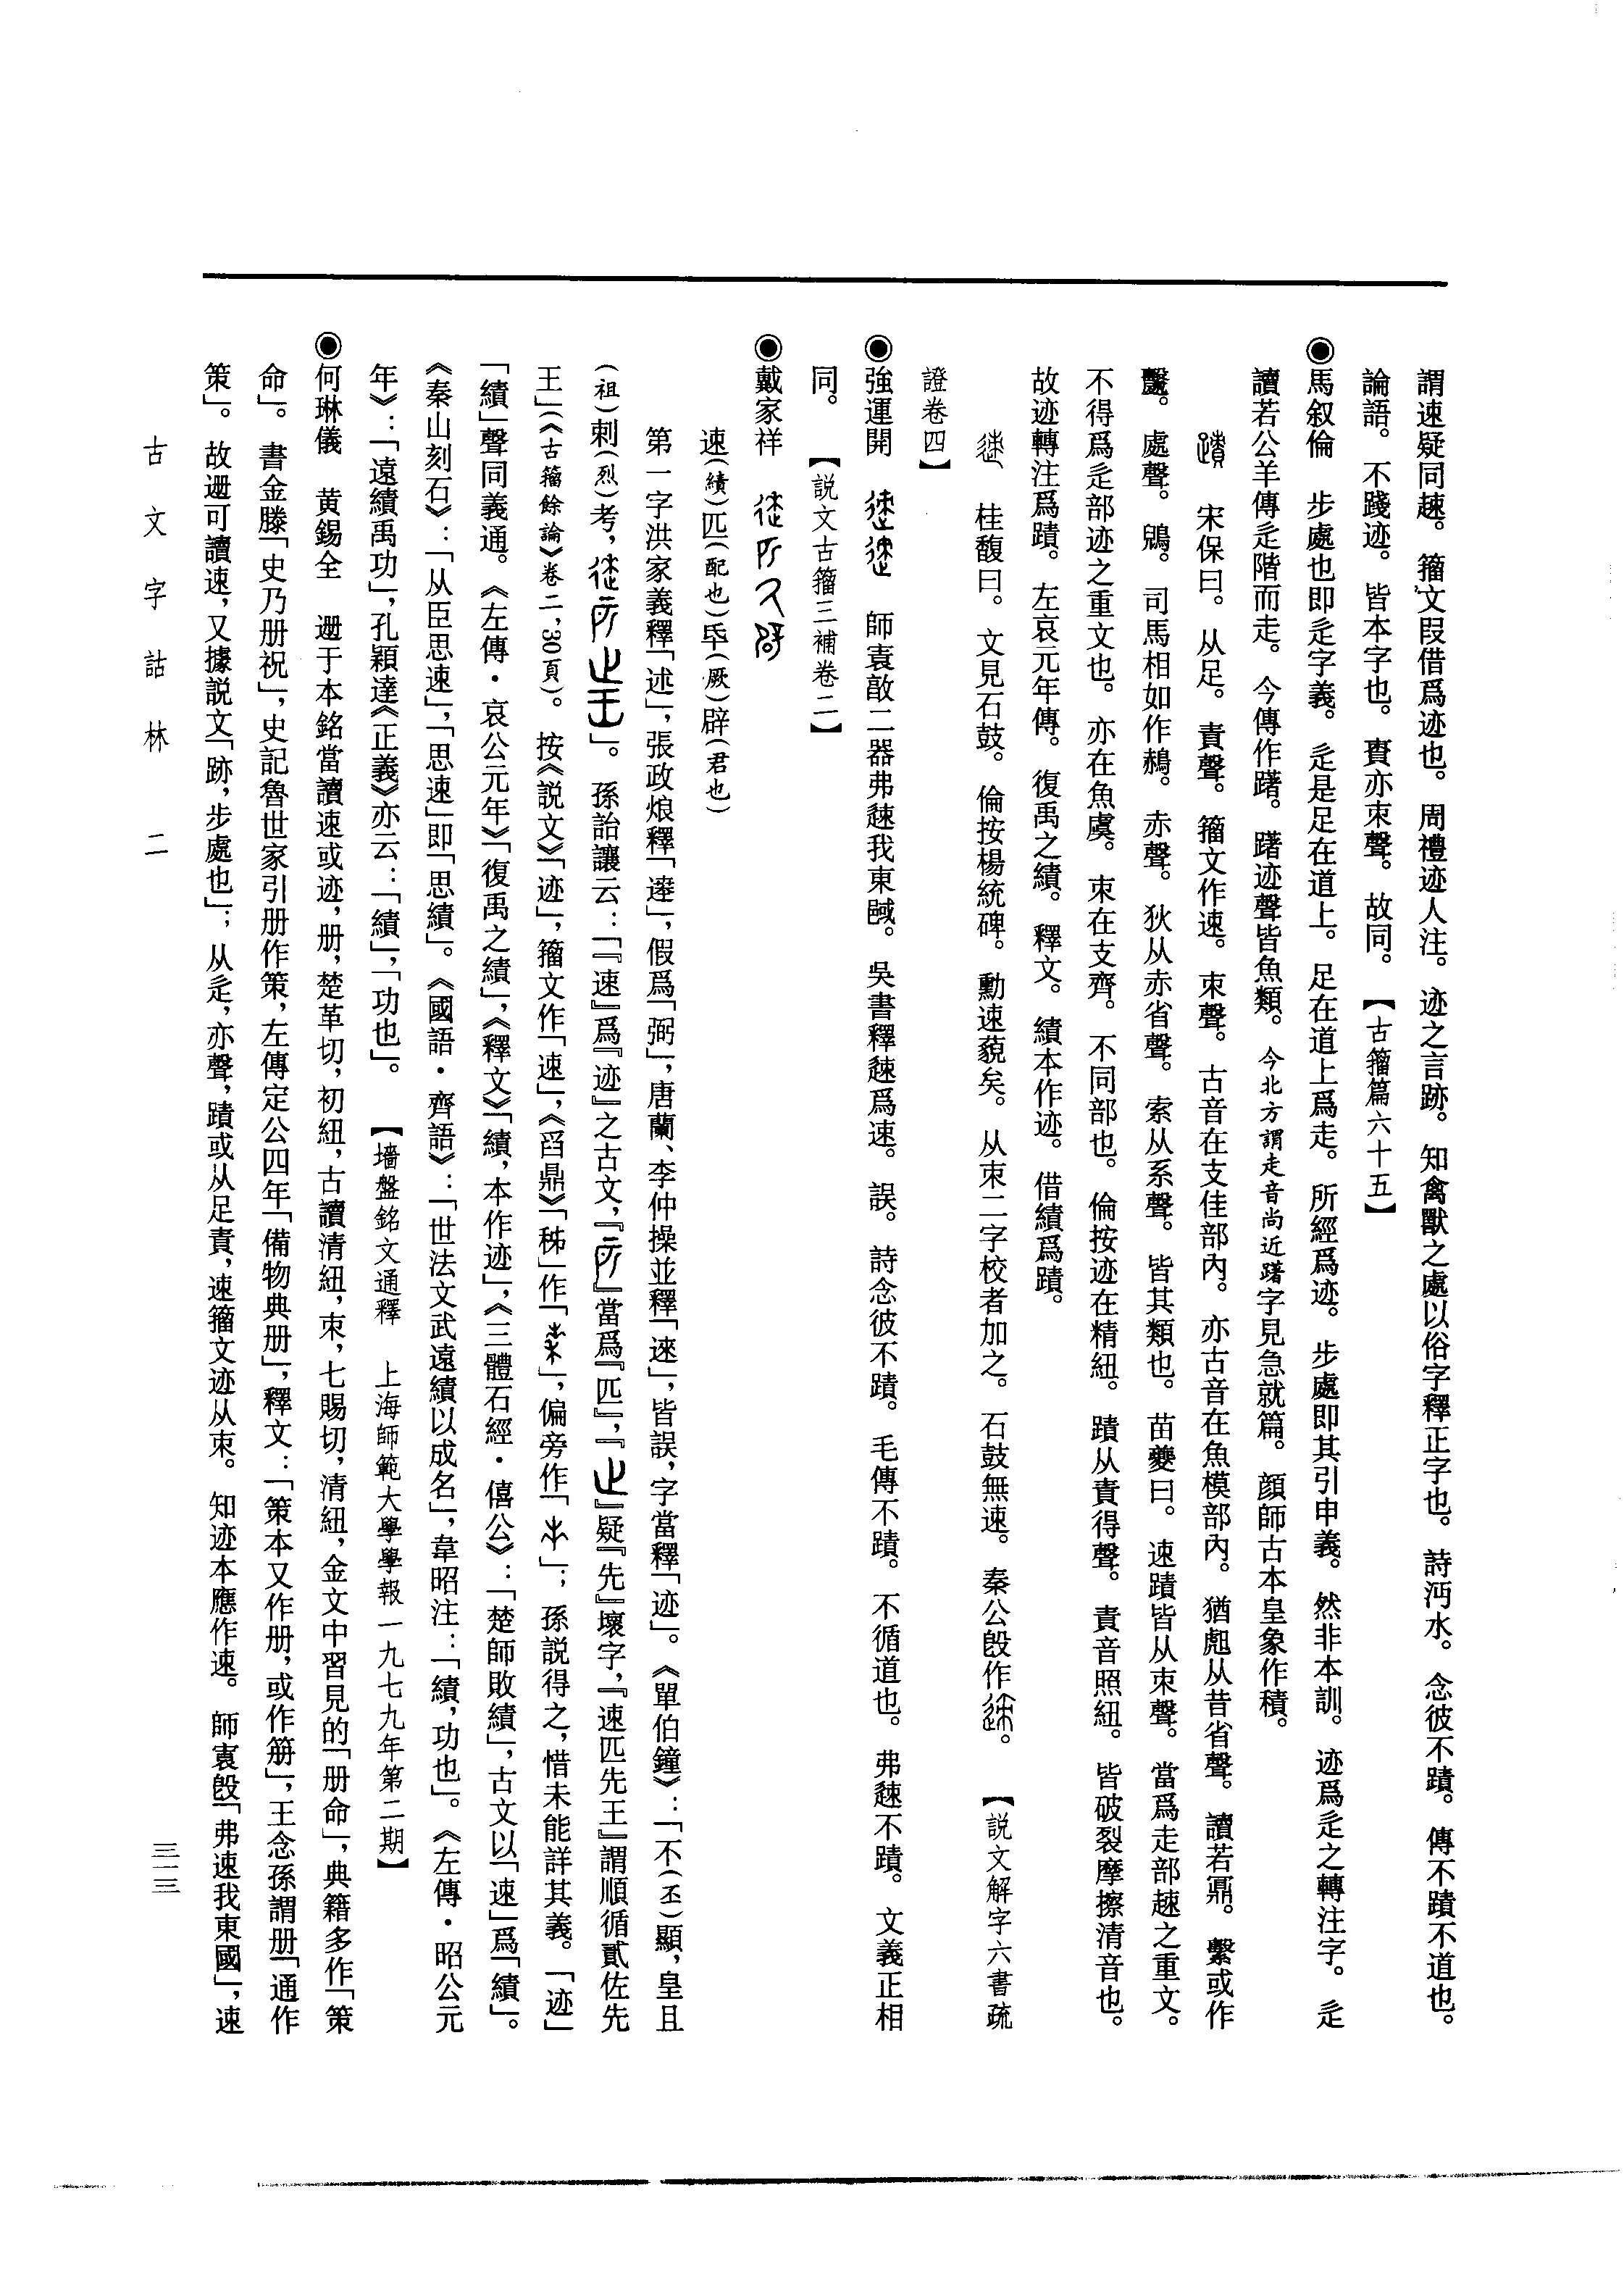 謂速疑同越。籀文叚借爲迹也。周禮迹人注。迹之言跡。知禽獸之處以俗字釋正字也。詩沔水。念彼不蹟。傳不蹟不道也。
論語。不踐迹。皆本字也。賷亦朿聲。故同。【古籀篇六十五】
◉馬叙倫　步處也即辵字義。辵是足在道上。足在道上爲走。所經爲迹。步處即其引申義。然非本訓。迹爲辵之轉注字。辵
讀若公羊傳辵階而走。今傳作躇。躇迹聲皆魚類。今北方謂走音尚近躇字見急就篇。顔師古本皇象作積。
宋保曰。从足。責聲。籀文作速。朿聲。古音在支佳部内。亦古音在魚模部内。猶䶂从昔省聲。讀若㶜。繫或作
。處聲。鵙。司馬相如作鷊。赤聲。狄从赤省聲。索从系聲。皆其類也。苗夔曰。速蹟皆从朿聲。當爲走部越之重文。
不得爲辵部迹之重文也。亦在魚虞。朿在支齊。不同部也。倫按迹在精紐。蹟从責得聲。責音照紐。皆破裂摩擦清音也。
故迹轉注爲蹟。左哀元年傳。復禹之績。釋文。績本作迹。借績爲蹟。
桂馥曰。文見石鼓。倫按楊統碑。勳速藐矣。从朿二字校者加之。石鼓無速。秦公𣪘作。【説文解字六書疏
證卷四】
◉強運開　師㝨敼二器弗越我東𨛭。吳書釋越爲速。誤。詩念彼不蹟。毛傳不蹟。不循道也。弗越不蹟。文義正相
同。【説文古籀三補卷二】
◉戴家祥
速(績)匹(配也)氒(厥)辟(君也)
第一字洪家義釋「述」，張政烺釋「逹」，假爲「弼」，唐蘭、李仲操並釋「逨」，皆誤，字當釋「迹」。《單伯鐘》：「不(丕)顯，皇且
(祖)剌(烈)考，」。孫詒讓云：「『速』爲『迹』之古文，『』當爲『匹』，『』疑『先』壞字，『速匹先王』謂順循貳佐先
王」(《古籀餘論》卷二，30頁)。按《説文》「迹」，籀文作「速」，《舀鼎》「秭」作「」，偏旁作「」；孫説得之，惜未能詳其義。「迹」
「績」聲同義通。《左傳·哀公元年》「復禹之績」，《釋文》「績，本作迹」，《三體石經·僖公》：「楚師敗績」，古文以「速」爲「績」。
《秦山刻石》：「从臣思速」，「思速」即「思績」。《國語·齊語》：「世法文武遠績以成名」，韋昭注：「績，功也」。《左傳·昭公元
年》：「遠績禹功」，孔穎達《正義》亦云：「績」，「功也」。【墻盤銘文通釋　上海師範大學學報一九七九年第二期】
◉何琳儀　黄錫全　𨒪于本銘當讀速或迹，册，楚革切，初紐，古讀清紐，朿，七賜切，清紐，金文中習見的「册命」，典籍多作「策
命」。書金滕「史乃册祝」，史記魯世家引册作策，左傳定公四年「備物典册」，釋文：「策本又作册，或作笧」，王念孫謂册「通作
策」。故𨒪可讀速，又據説文「跡，步處也」；从辵，亦聲，蹟或从足責，速籀文迹从朿。知迹本應作速。師㝨𣪘「弗速我東國」，速
古文字詁林　二
三一三